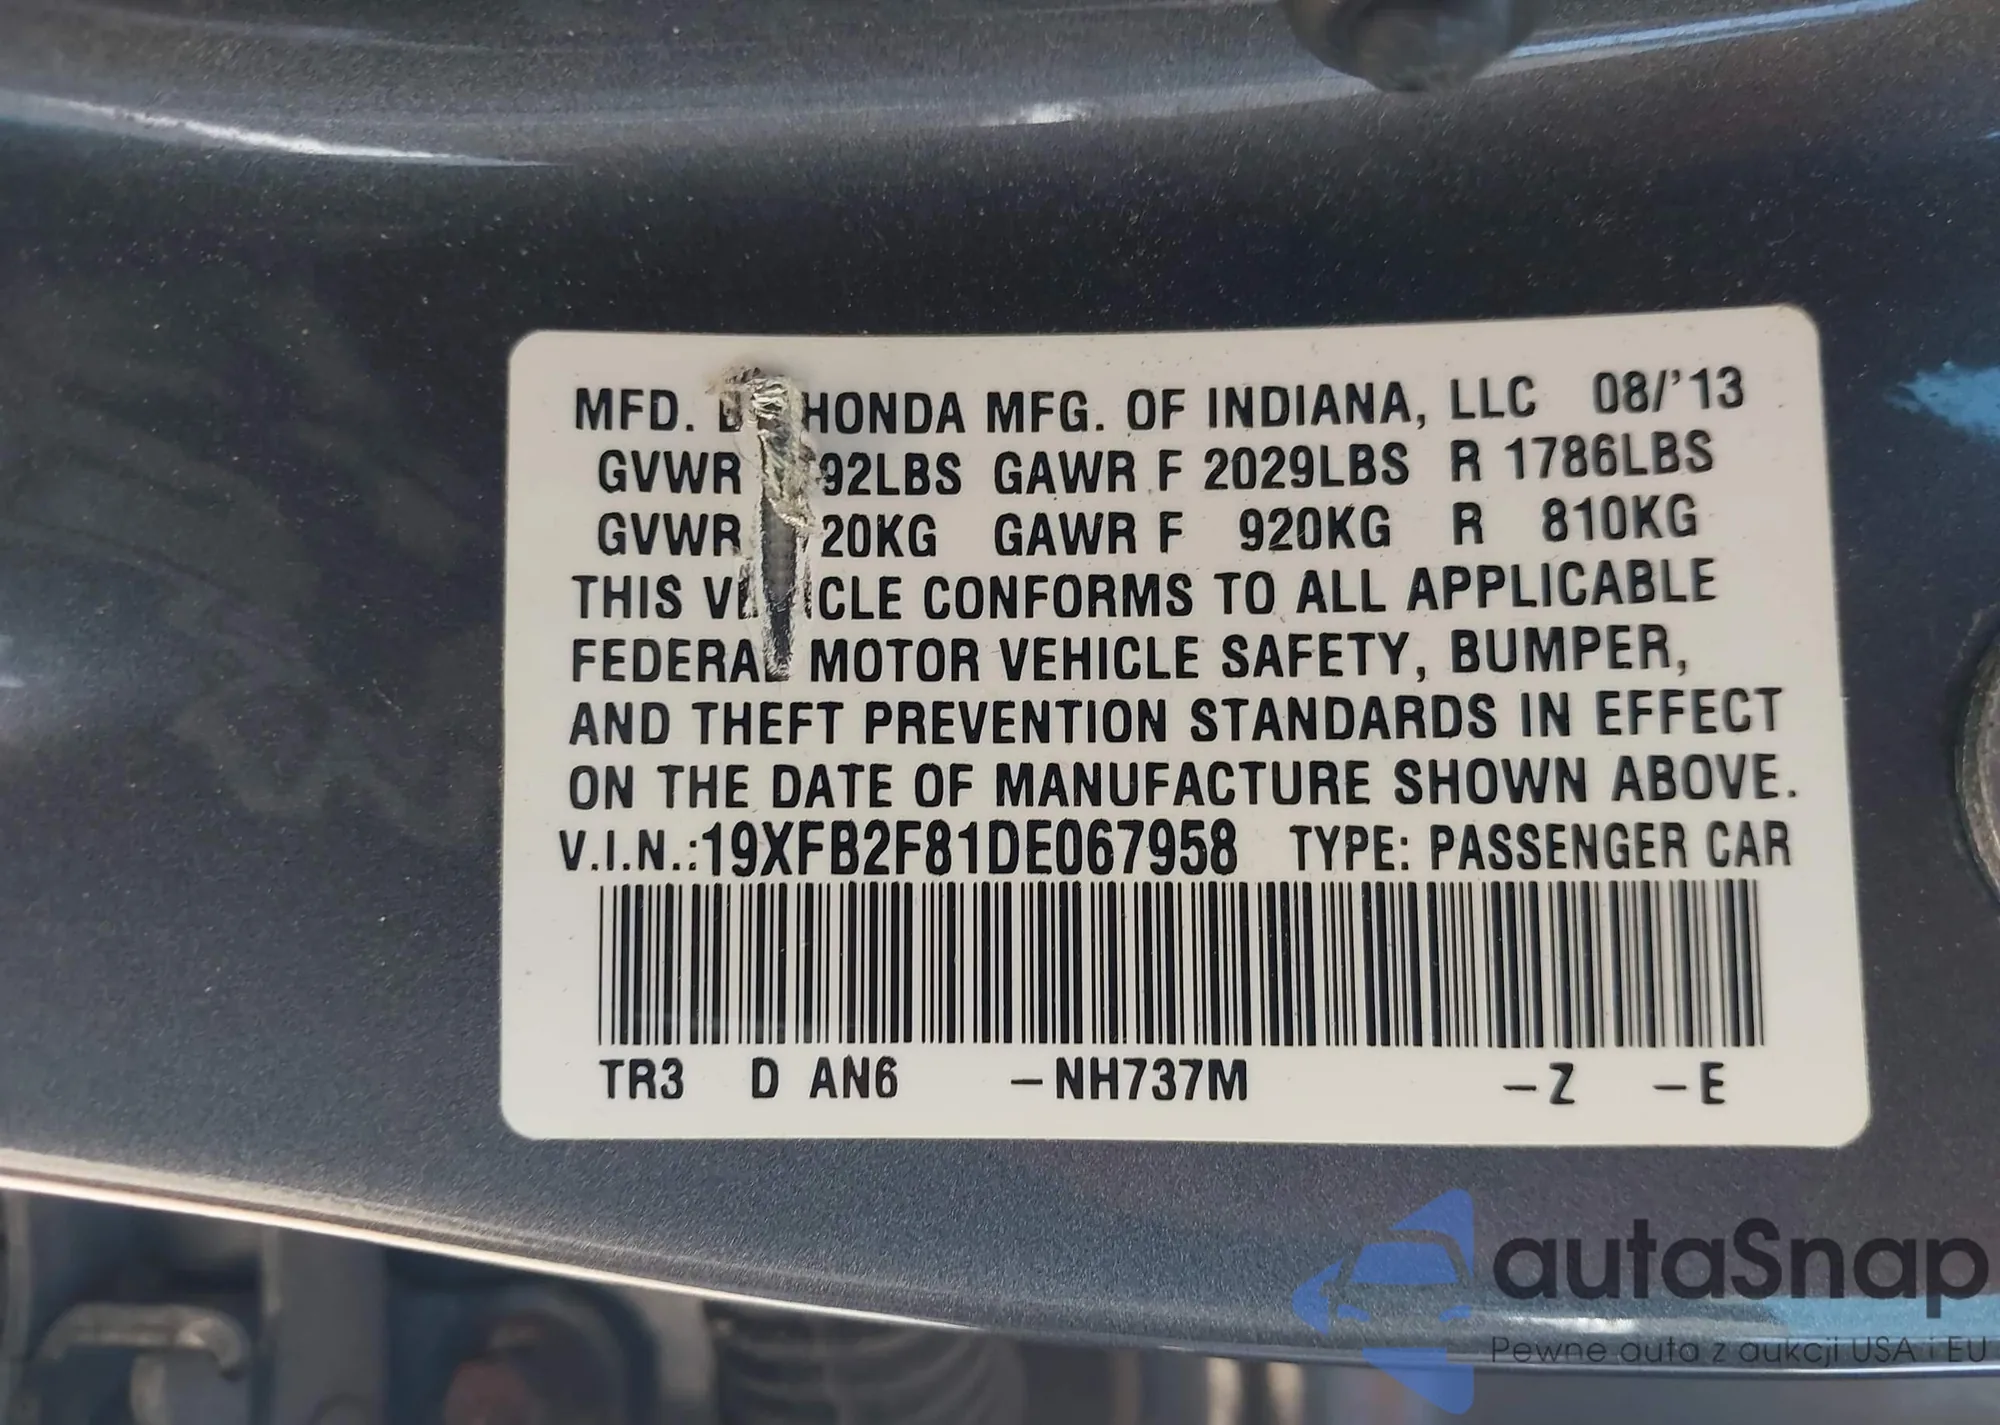 MFD. B HONDA MFG. OF INDIANA, LLC 08/'13
GVWR 92LBS GAWR F 2029LBS R 1786LBS
GVWR 20KG GAWR F 920KG R 810KG
THIS VE CLE CONFORMS TO ALL APPLICABLE
FEDERAL MOTOR VEHICLE SAFETY, BUMPER,
AND THEFT PREVENTION STANDARDS IN EFFECT
ON THE DATE OF MANUFACTURE SHOWN ABOVE.
V.I.N.:19XFB2F81DE067958 TYPE: PASSENGER CAR
TR3 D AN6 –NH737M –Z –E
autaSnap
Pewne auta z aukcji USA i EU